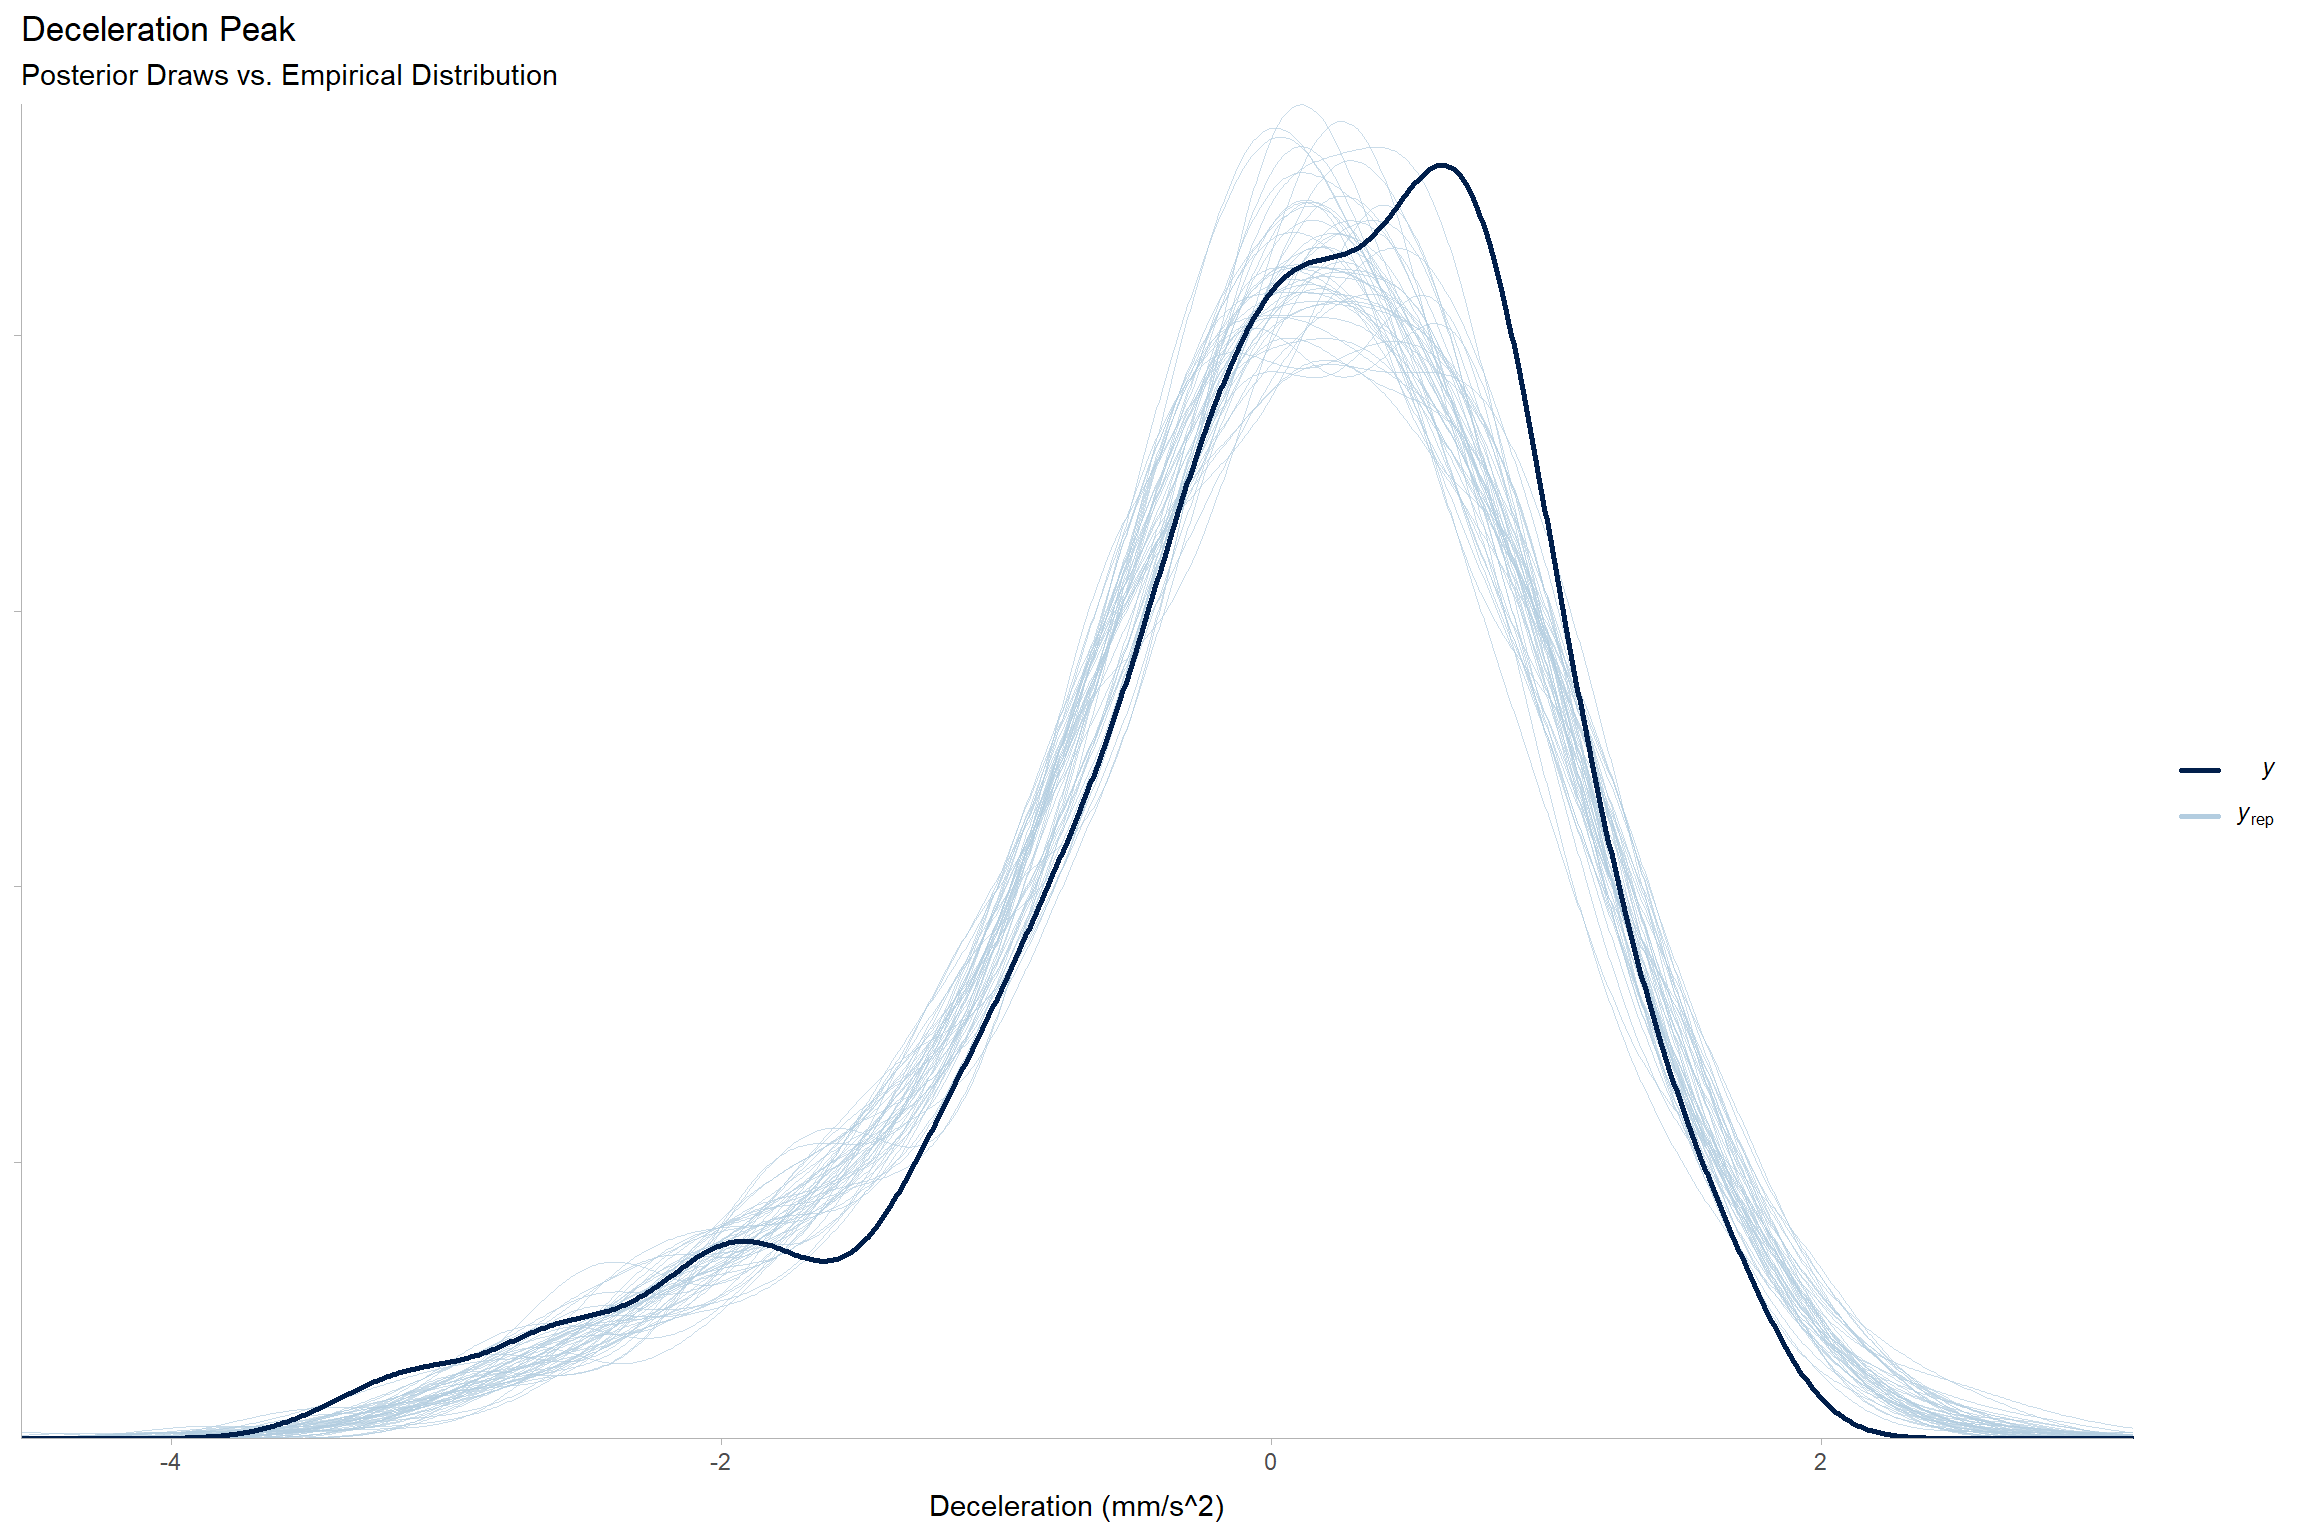 Deceleration Peak
Posterior Draws vs. Empirical Distribution
y
yrep
-4 -2 0 2
Deceleration (mm/s^2)